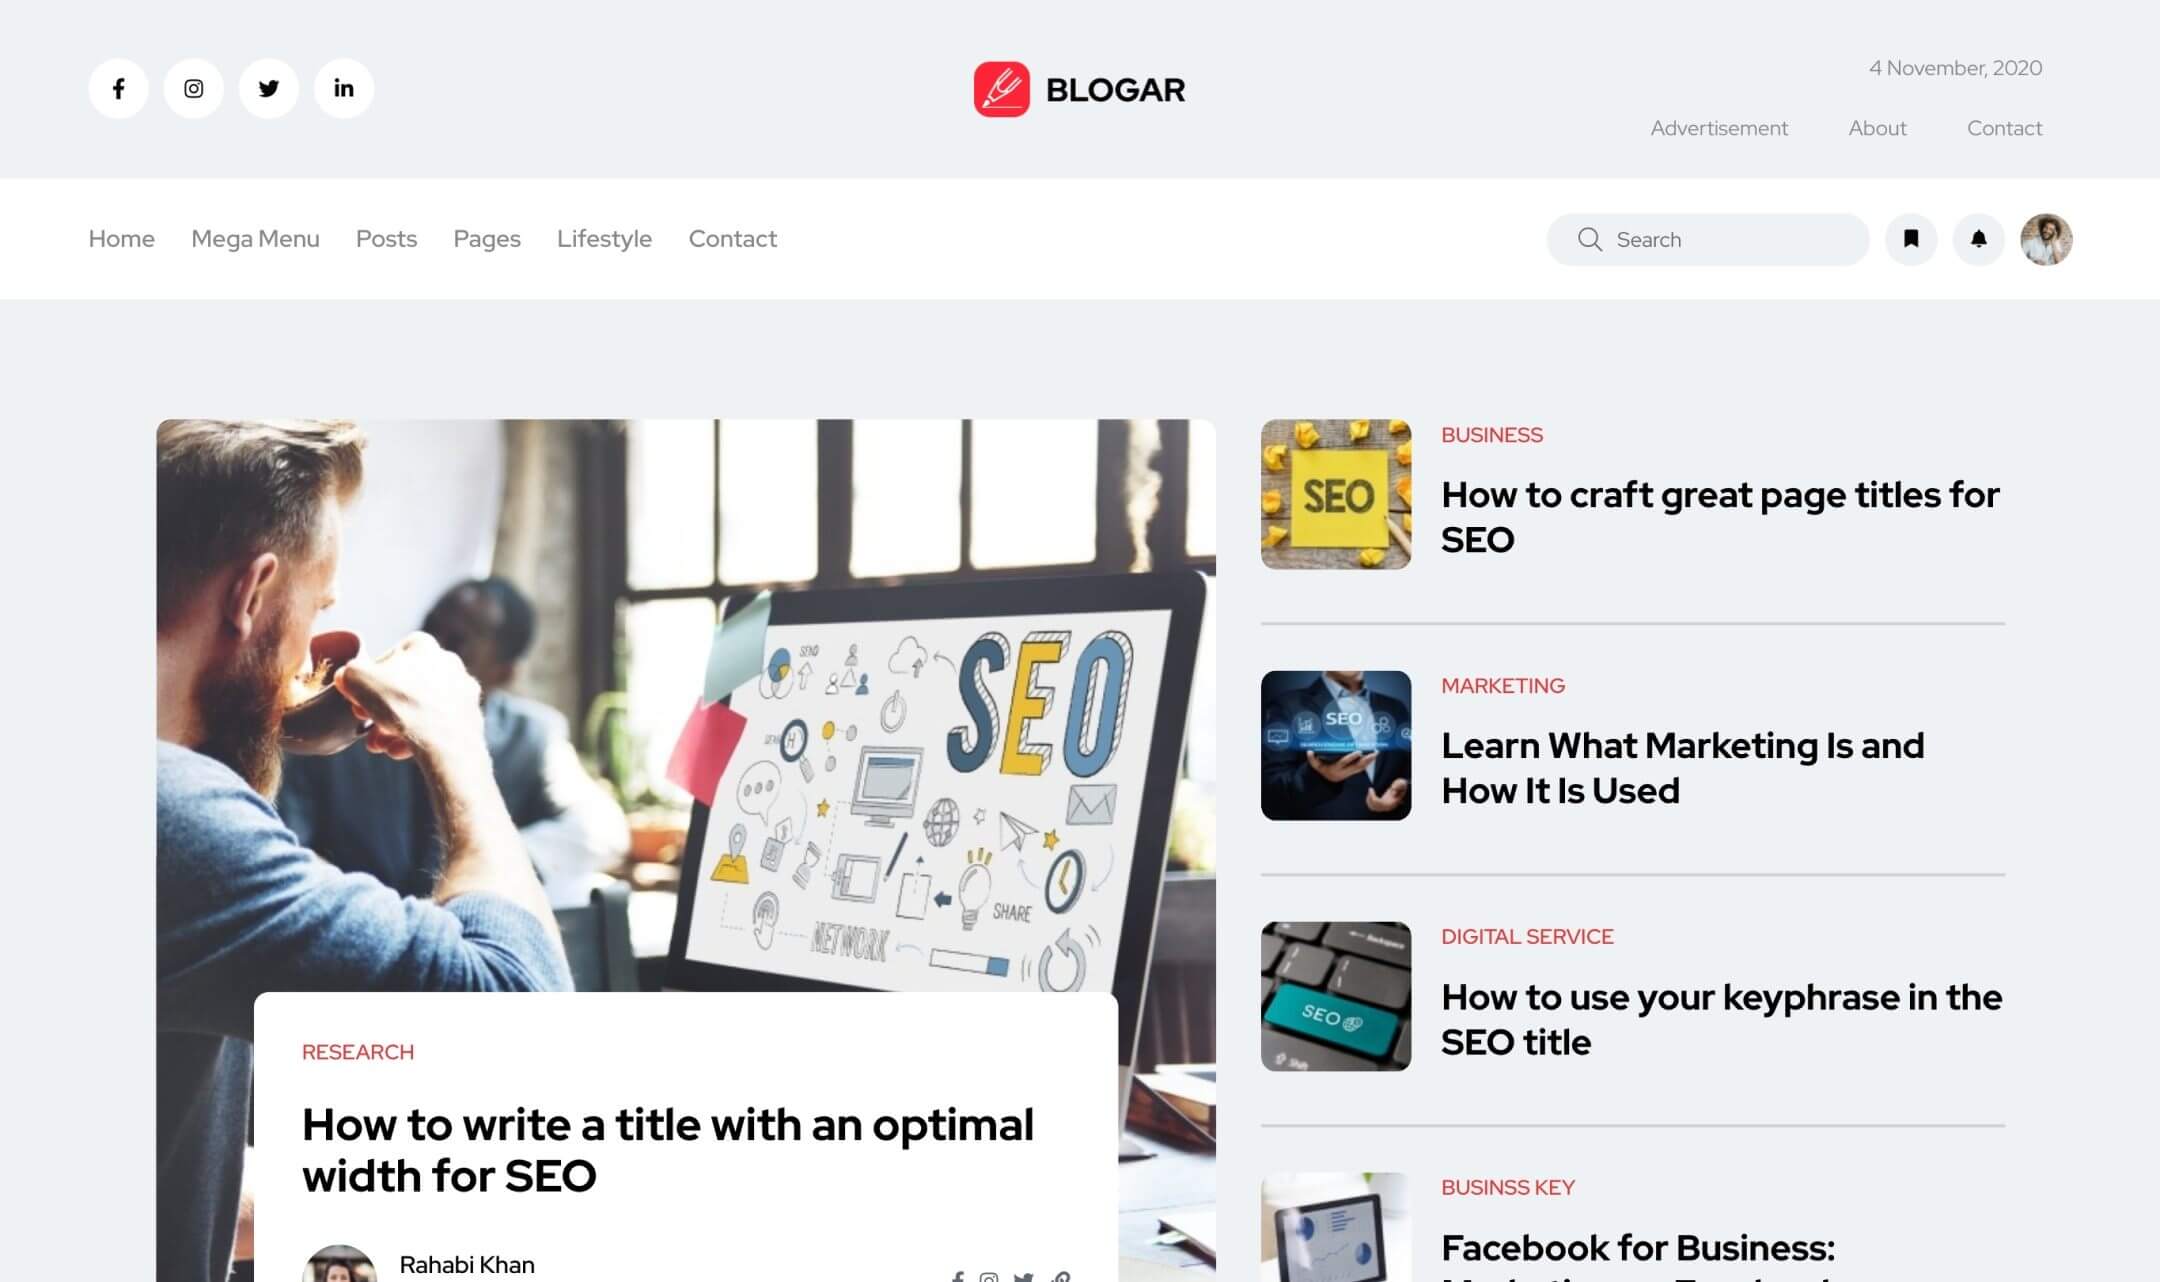 BLOGAR
4 November, 2020
Advertisement About Contact
Home Mega Menu Posts Pages Lifestyle Contact
Search
SEO
SEND
SEARCH
SHARE
NETWORK
RESEARCH
How to write a title with an optimal
width for SEO
Rahabi Khan
SEO
BUSINESS
How to craft great page titles for
SEO
SEO
MARKETING
Learn What Marketing Is and
How It Is Used
Backspace
SEO
Shift
DIGITAL SERVICE
How to use your keyphrase in the
SEO title
BUSINSS KEY
Facebook for Business: